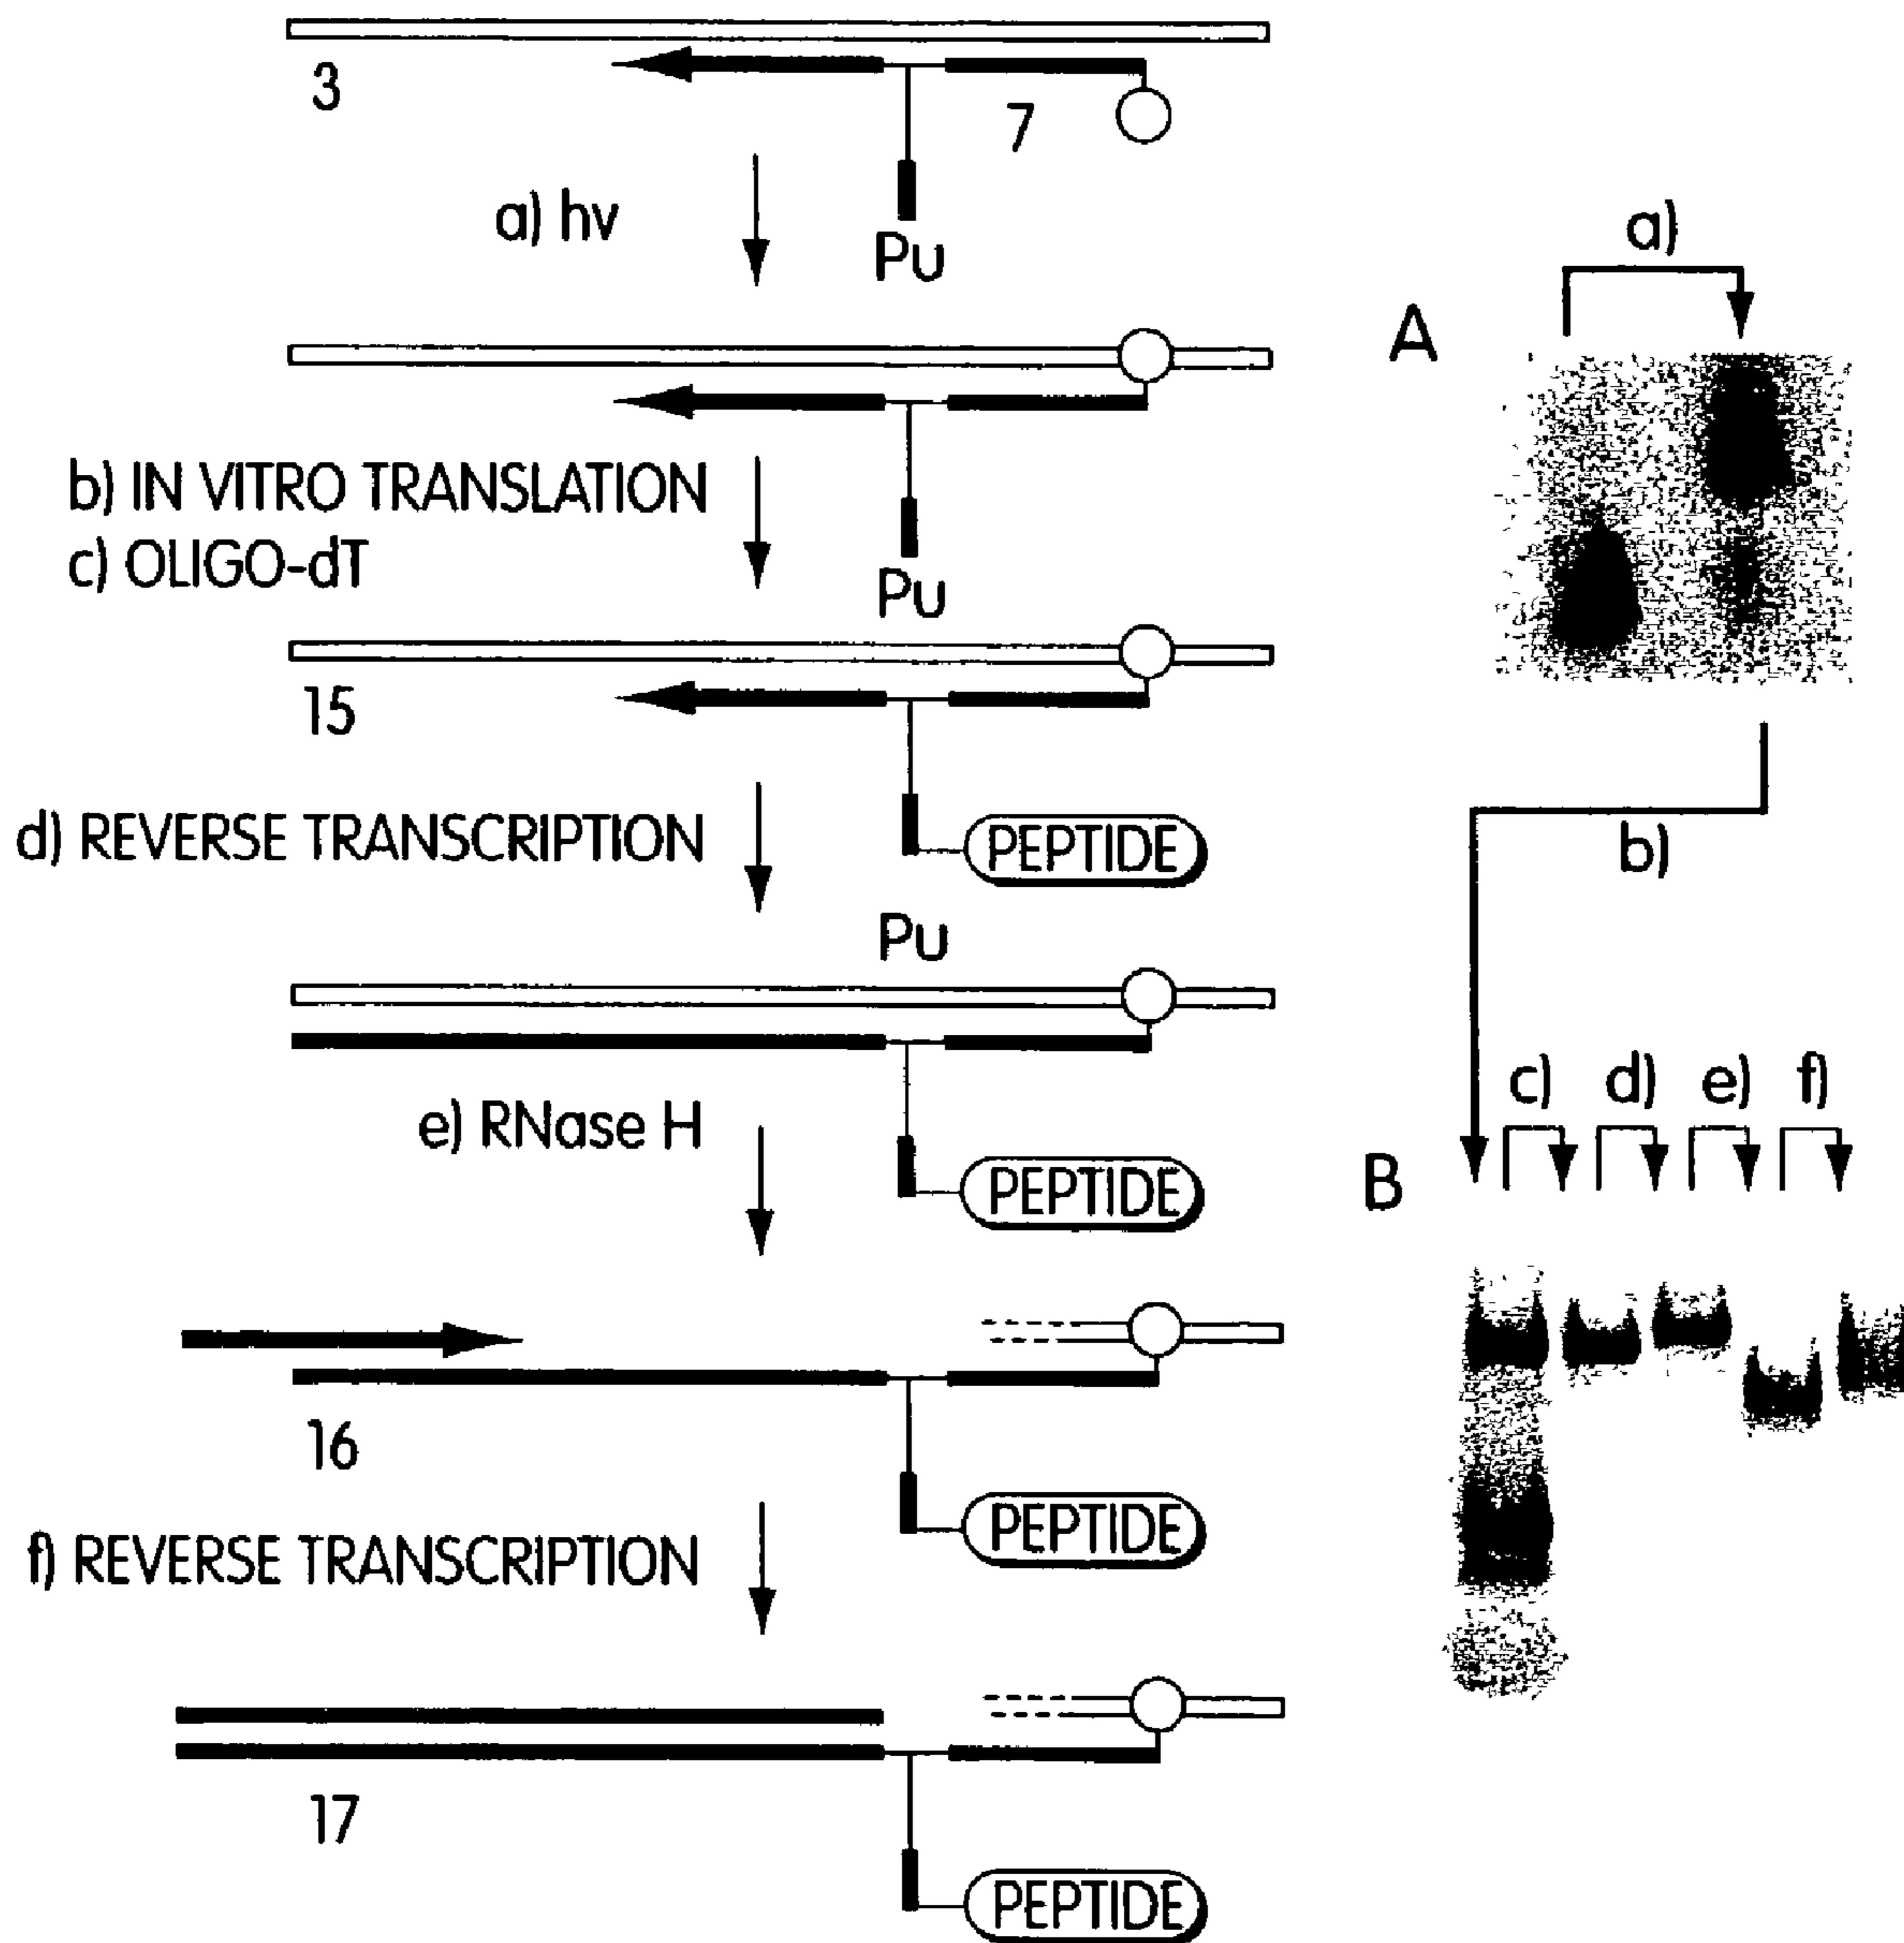 3
7
a) hν
Pu
b) IN VITRO TRANSLATION
c) OLIGO-dT
Pu
15
d) REVERSE TRANSCRIPTION
PEPTIDE
Pu
e) RNase H
PEPTIDE
16
PEPTIDE
f) REVERSE TRANSCRIPTION
17
PEPTIDE
a)
A
b)
c) d) e) f)
B